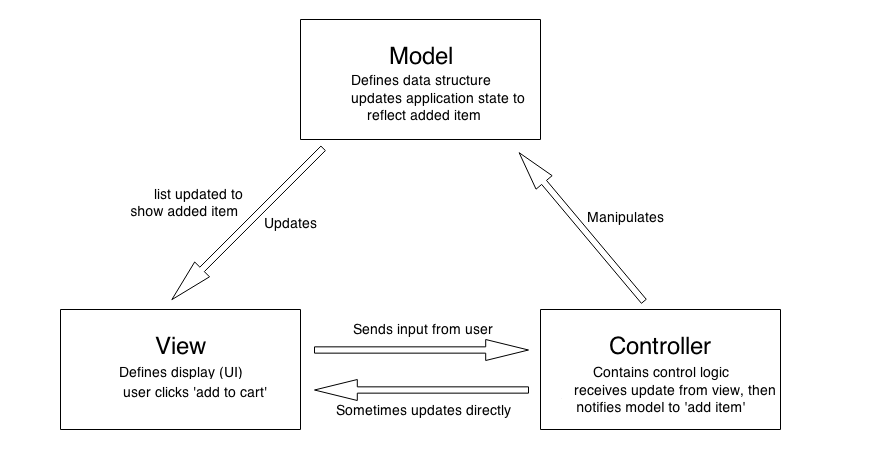 Model
Defines data structure
updates application state to
reflect added item
list updated to
show added item
Updates
Manipulates
View
Defines display (UI)
user clicks 'add to cart'
Sends input from user
Sometimes updates directly
Controller
Contains control logic
receives update from view, then
notifies model to 'add item'